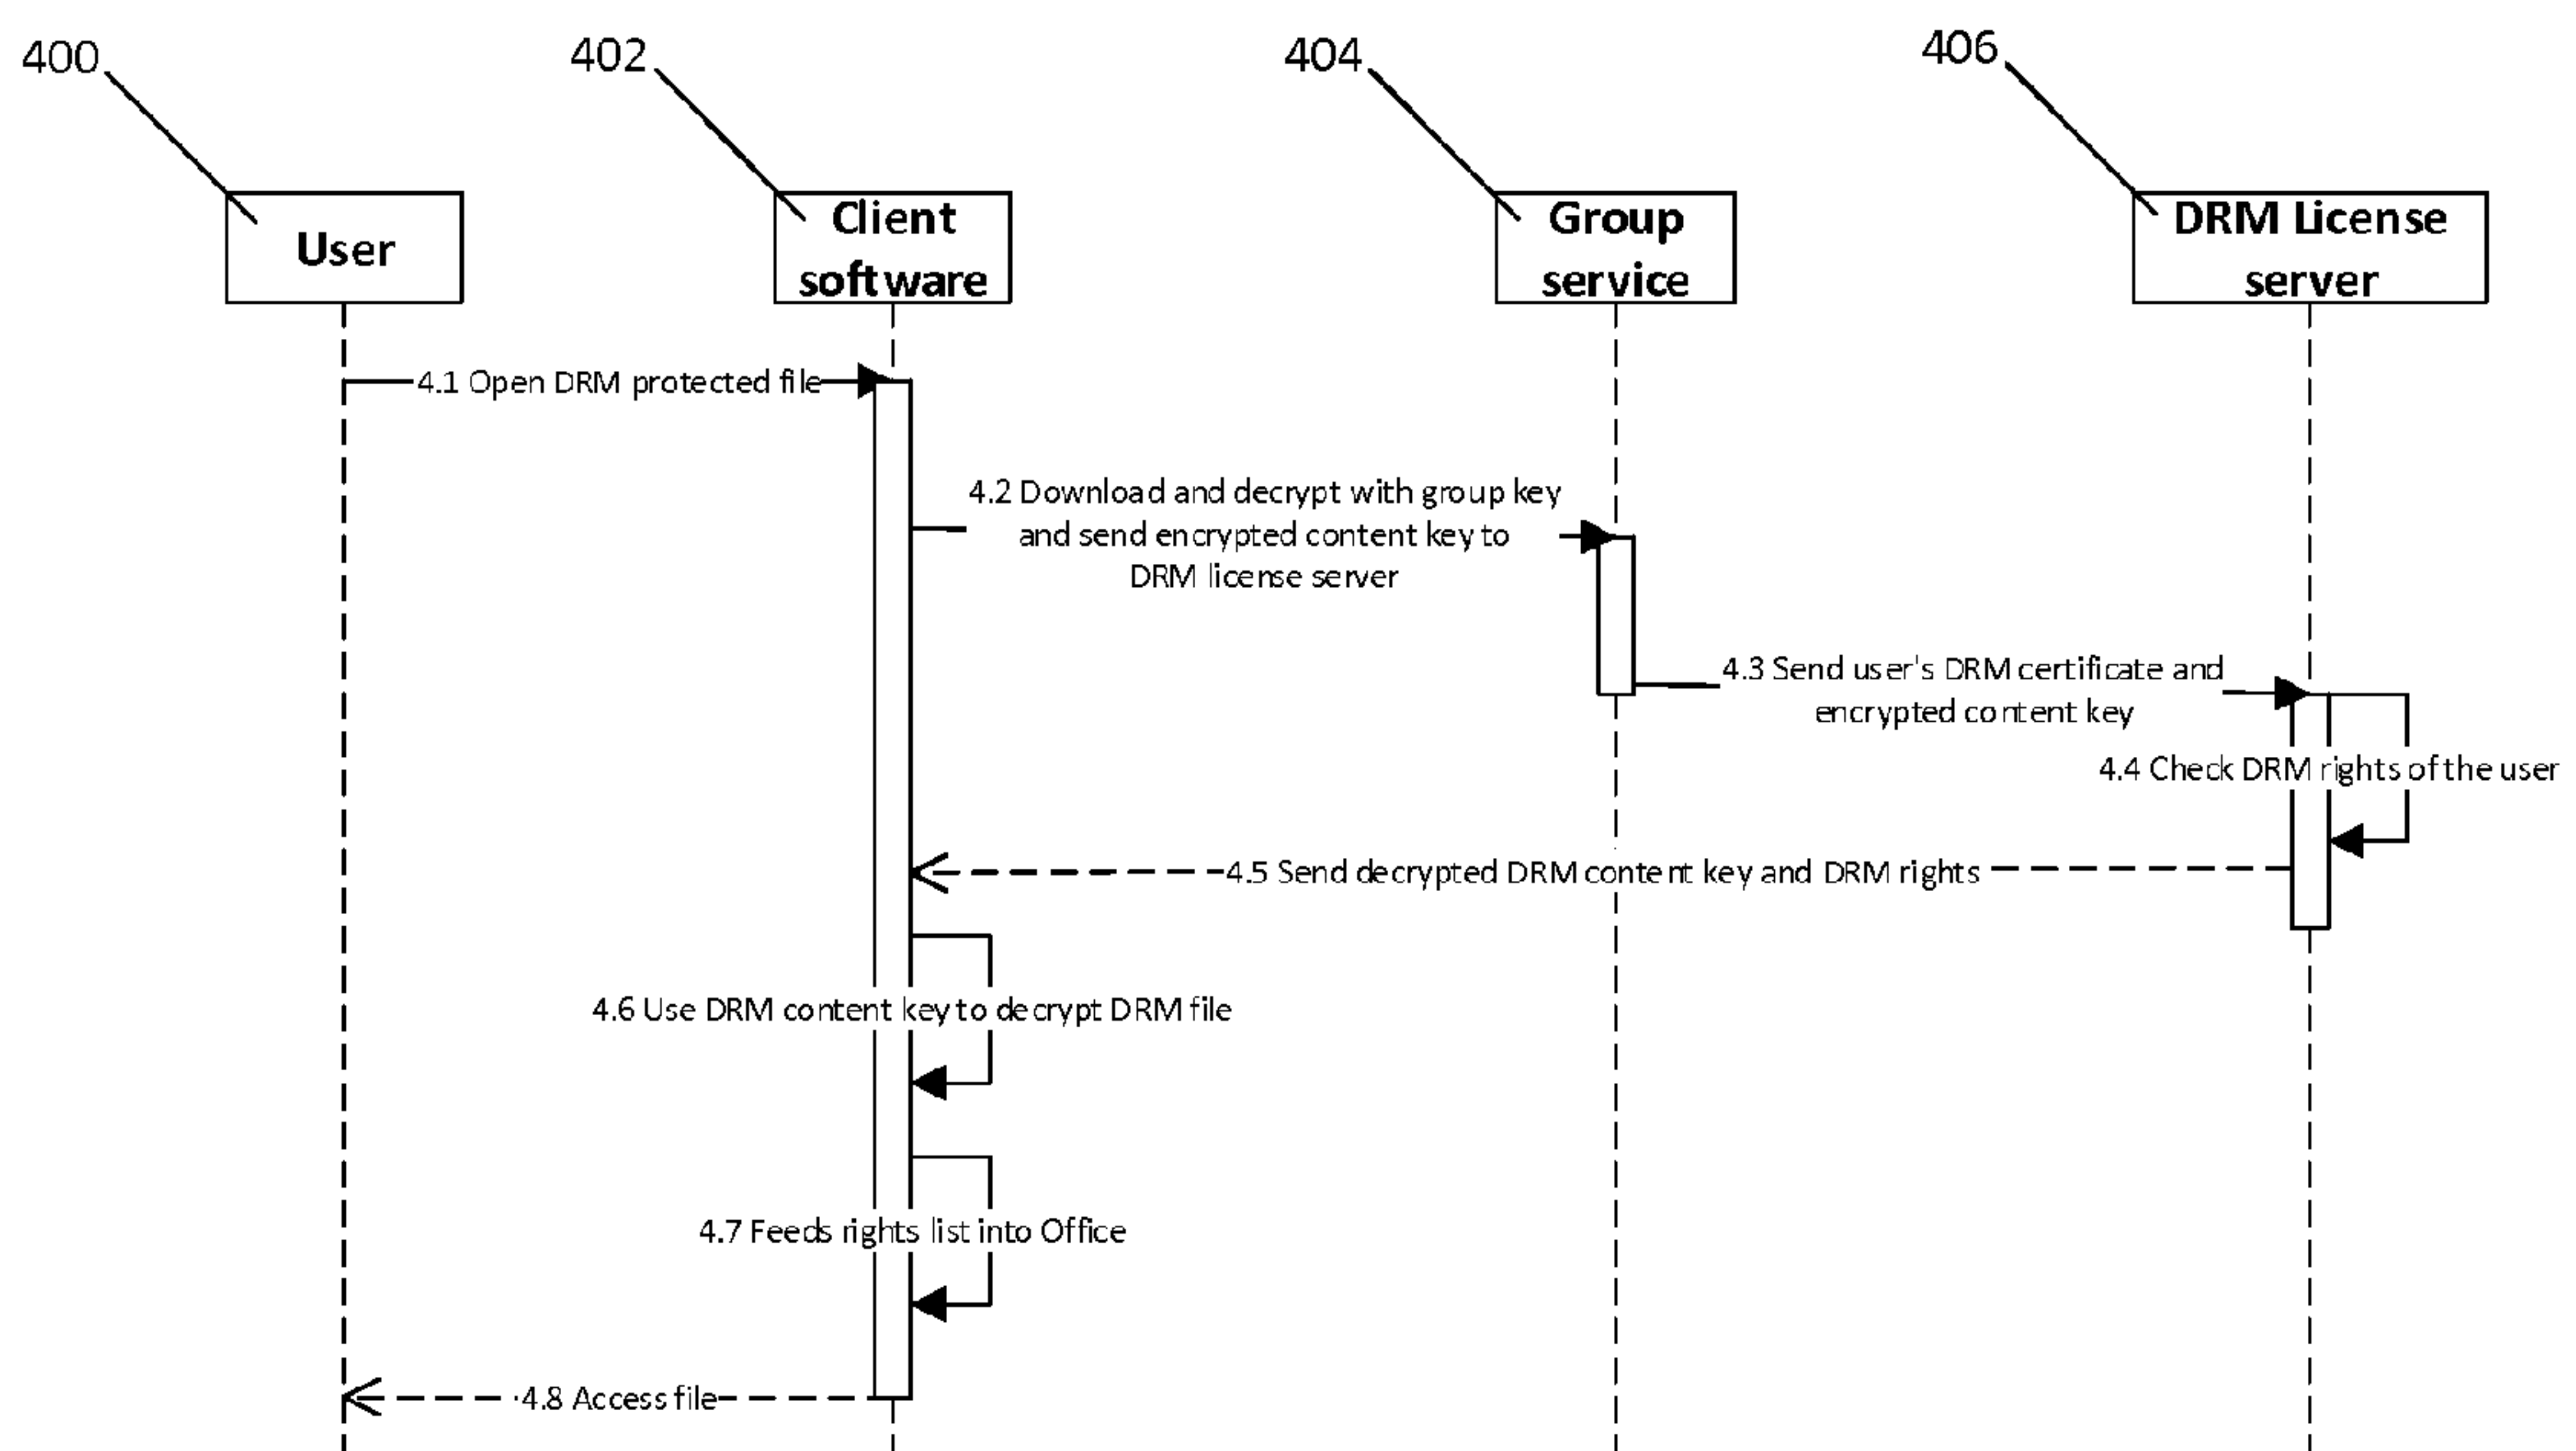 400
402
404
406
User
Client
software
Group
service
DRM License
server
4.1 Open DRM protected file
4.2 Download and decrypt with group key
and send encrypted content key to
DRM license server
4.3 Send user's DRM certificate and
encrypted content key
4.4 Check DRM rights of the user
4.5 Send decrypted DRM content key and DRM rights
4.6 Use DRM content key to decrypt DRM file
4.7 Feeds rights list into Office
4.8 Access file